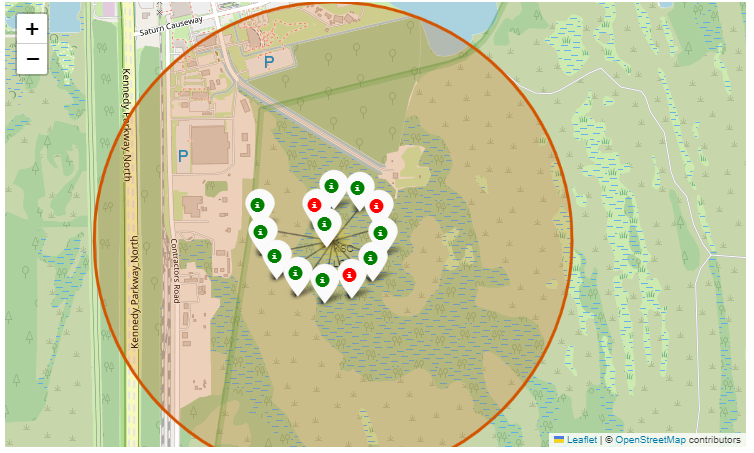 +
−
Saturn Causeway
P
Kennedy Parkway North
P
Kennedy Parkway North
Contractors Road
Leaflet | © OpenStreetMap contributors